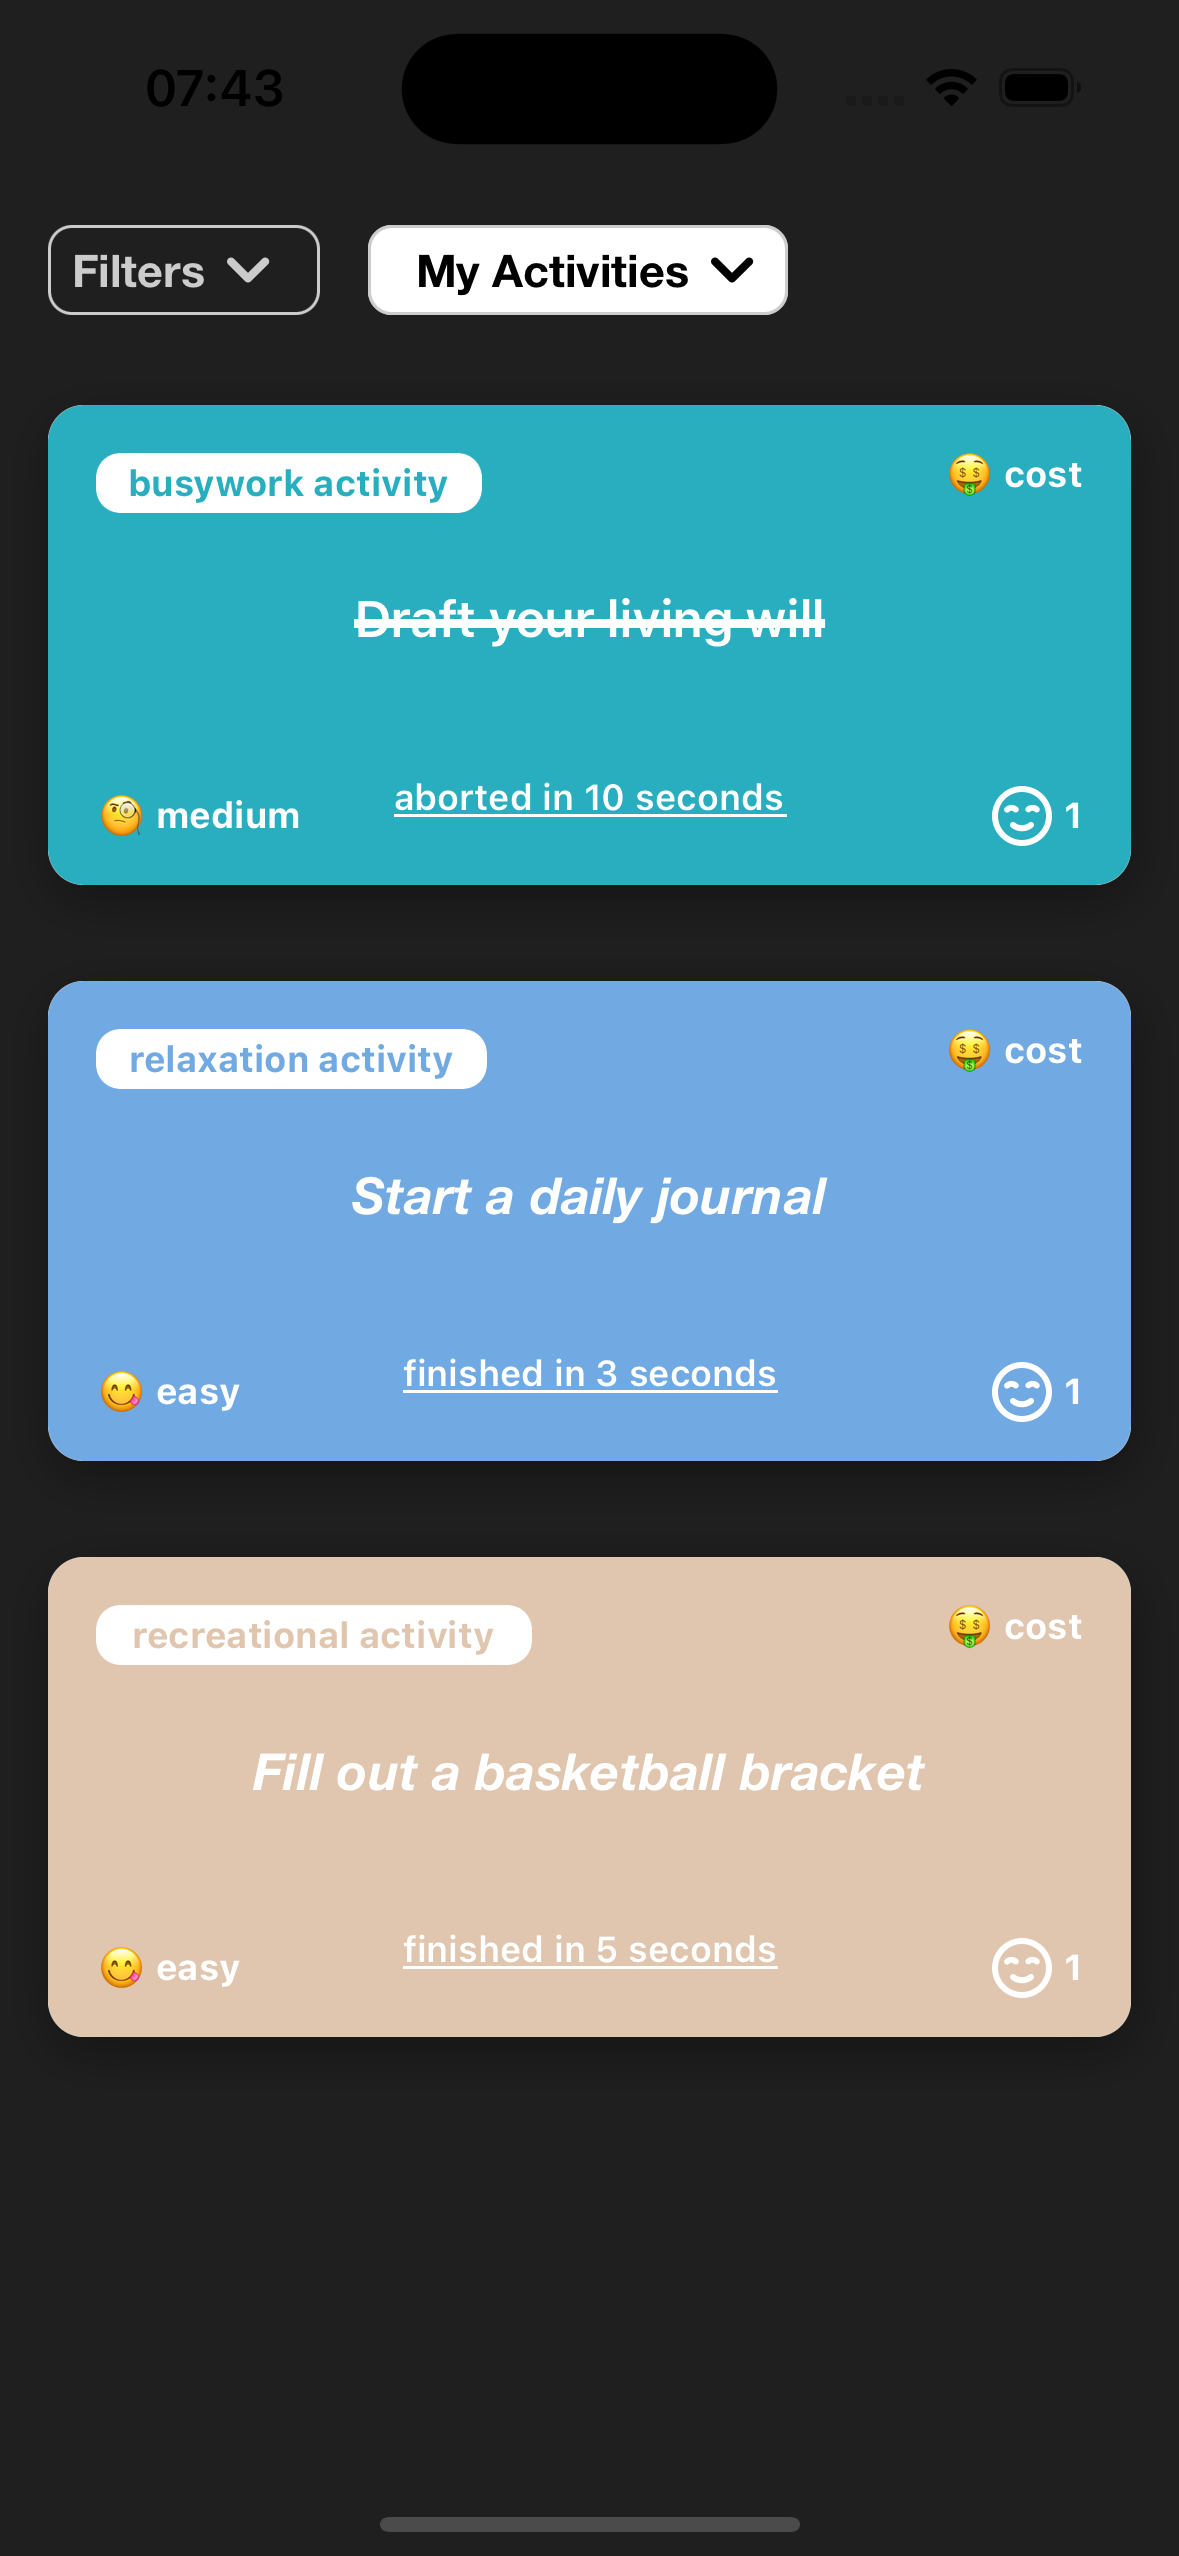 07:43
Filters
My Activities
busywork activity
🤑 cost
Draft your living will
🧐 medium
aborted in 10 seconds
1
relaxation activity
🤑 cost
Start a daily journal
😋 easy
finished in 3 seconds
1
recreational activity
🤑 cost
Fill out a basketball bracket
😋 easy
finished in 5 seconds
1